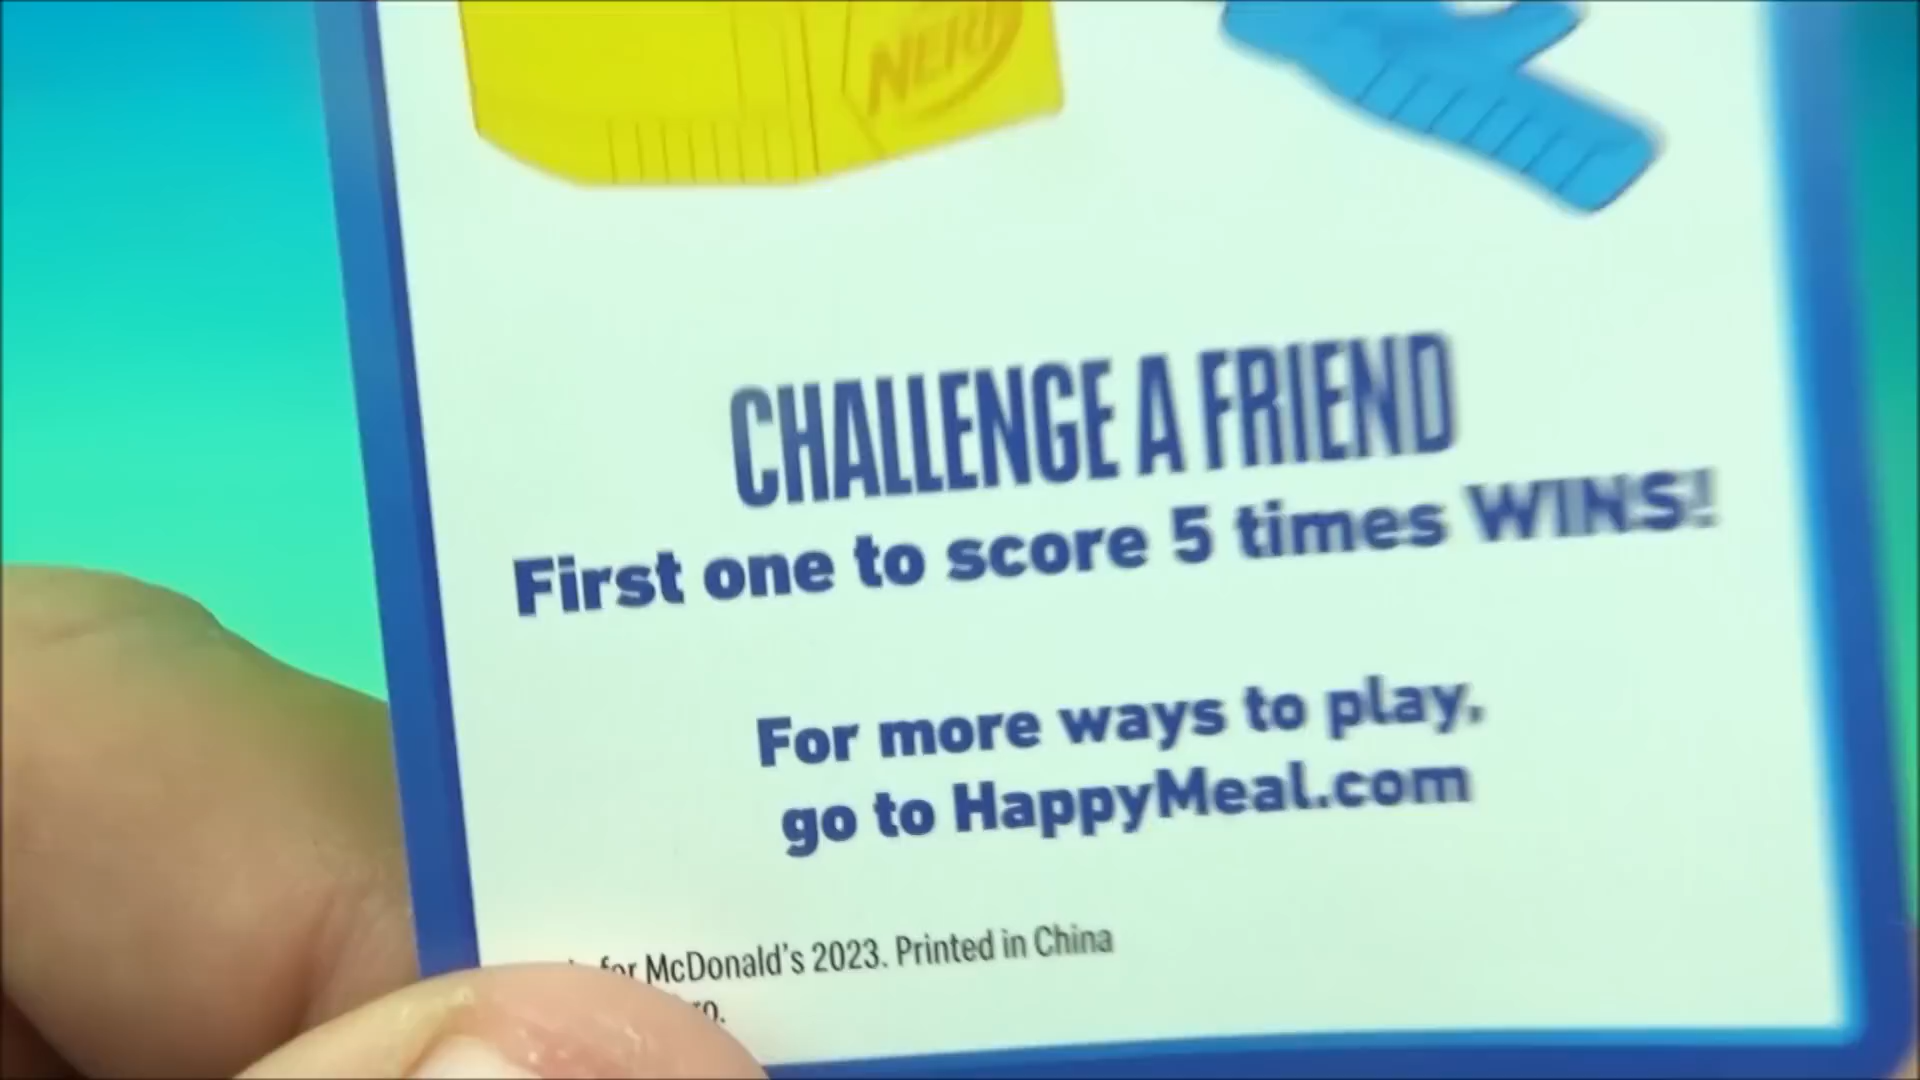 NERF
CHALLENGE A FRIEND
First one to score 5 times WINS!
For more ways to play,
go to HappyMeal.com
for McDonald's 2023. Printed in China